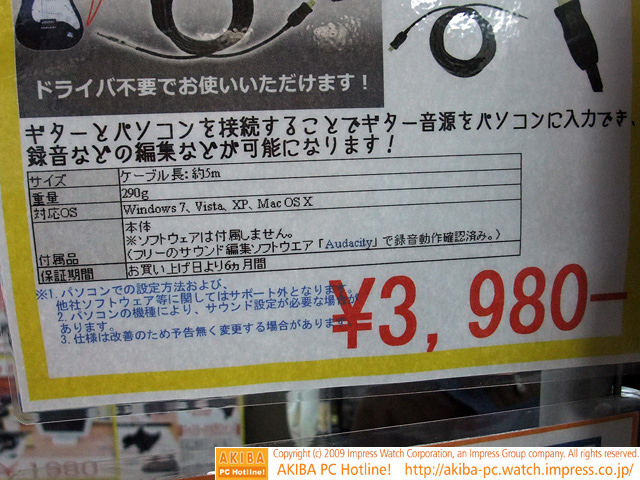 ドライバ不要でお使いいただけます！
ギターとパソコンを接続することでギター音源をパソコンに入力でき、
録音などの編集などが可能になります！
サイズ ケーブル長：約5m
重量 290g
対応OS Windows 7、Vista、XP、Mac OS X
付属品 本体
※ソフトウェアは付属しません。
（フリーのサウンド編集ソフトウエア「Audacity」で録音動作確認済み。）
保証期間 お買い上げ日より6ヵ月間
※1. パソコンでの設定方法および、
他社ソフトウェア等に関してはサポート外となります。
2. パソコンの機種により、サウンド設定が必要な場合が
あります。
3. 仕様は改善のため予告無く変更する場合があります。
¥3,980-
AKIBA
PC Hotline!
Copyright (c) 2009 Impress Watch Corporation, an Impress Group company. All rights reserved.
AKIBA PC Hotline! http://akiba-pc.watch.impress.co.jp/